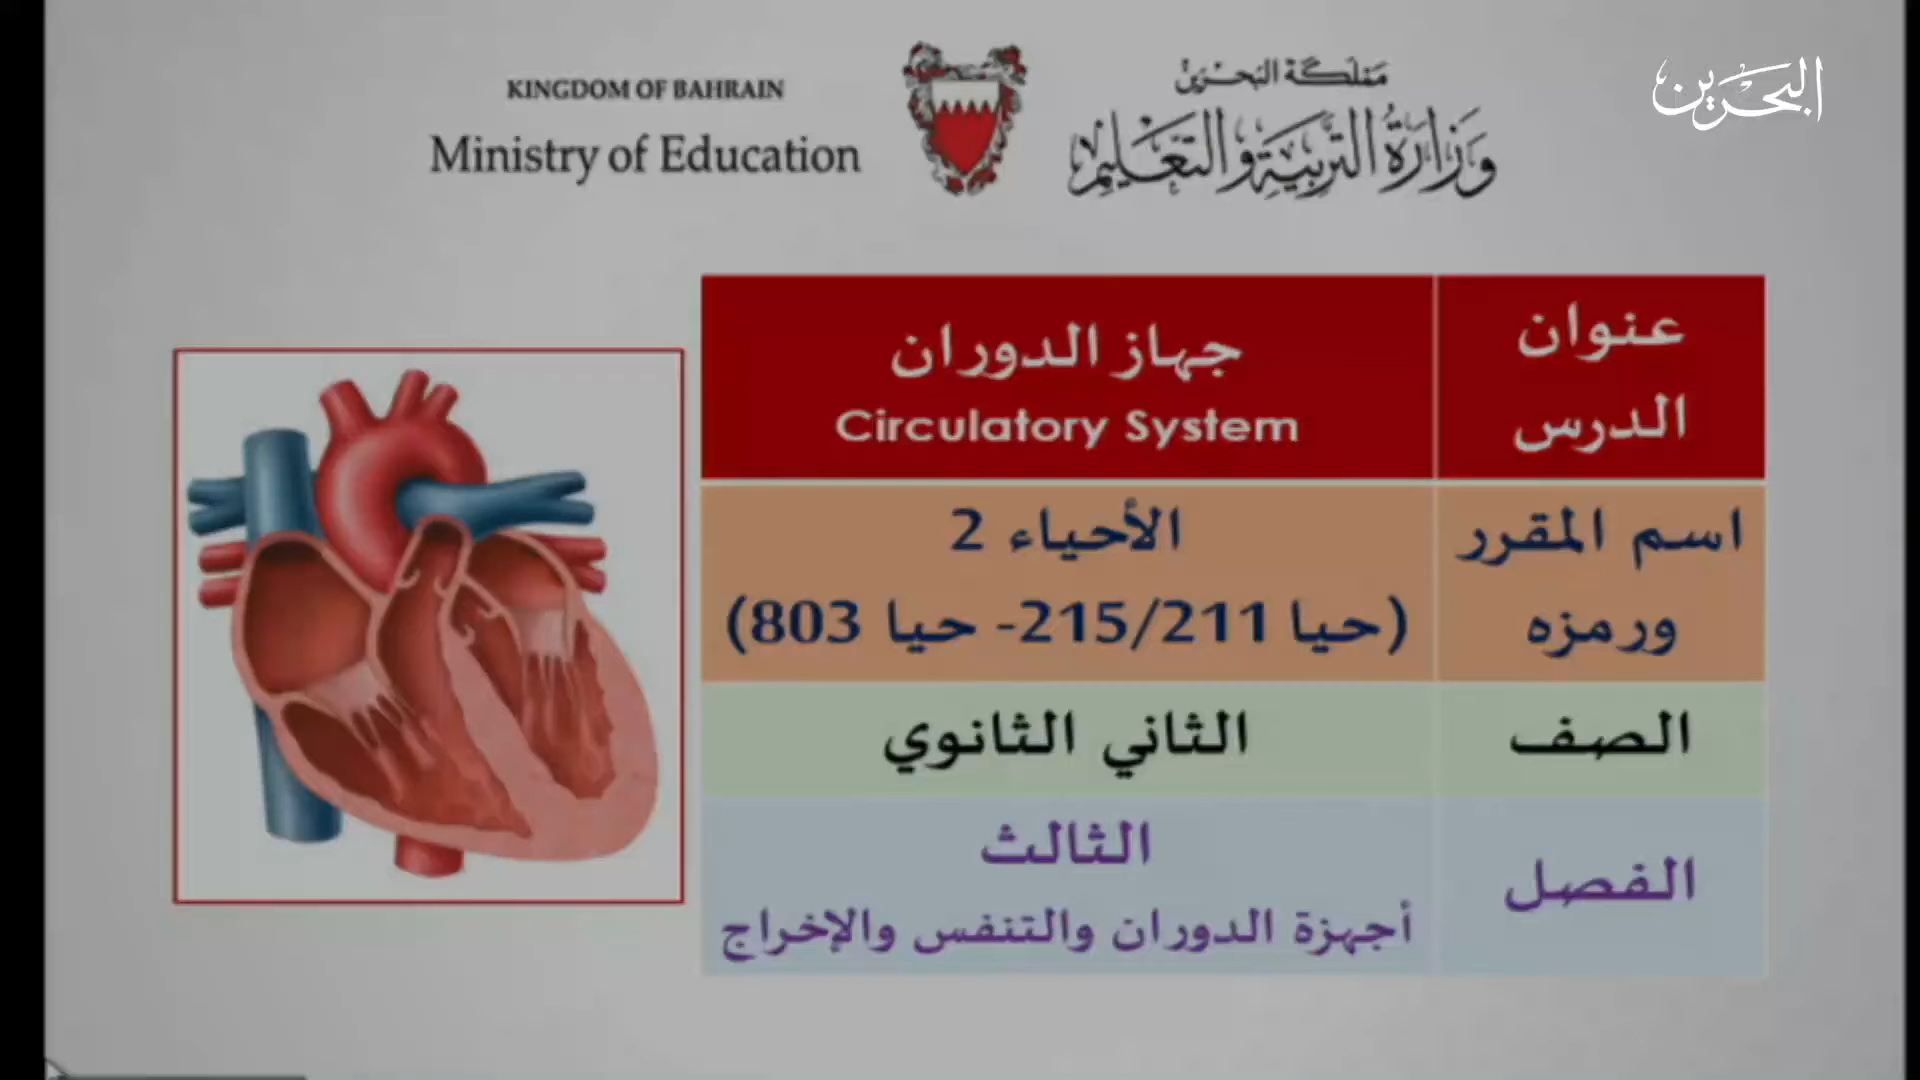 KINGDOM OF BAHRAIN
Ministry of Education
مملكة البحرين
وزارة التربية والتعليم
البحرين
عنوان الدرس
جهاز الدوران
Circulatory System
اسم المقرر ورمزه
الأحياء 2
(حيا 215/211- حيا 803)
الصف
الثاني الثانوي
الفصل
الثالث
أجهزة الدوران والتنفس والإخراج